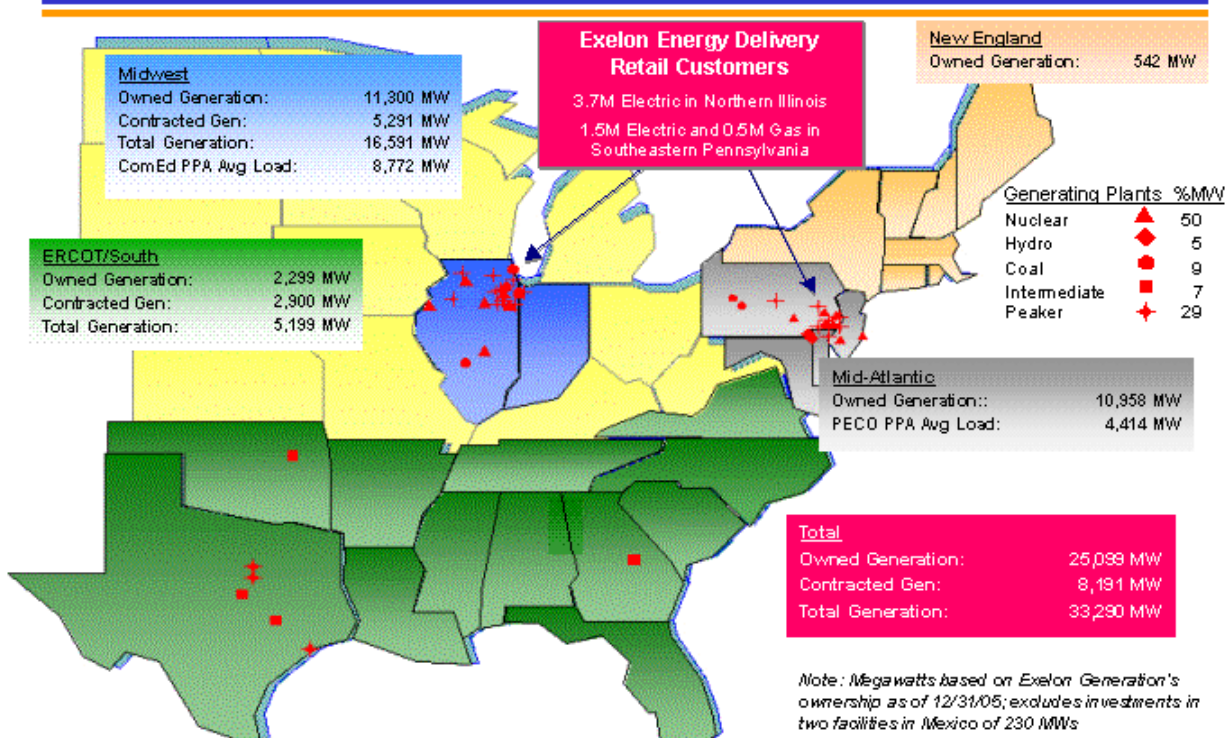 Exelon Energy Delivery
Retail Customers
3.7M Electric in Northern Illinois
1.5M Electric and 0.5M Gas in
Southeastern Pennsylvania
New England
Owned Generation: 542 MW
Midwest
Owned Generation: 11,300 MW
Contracted Gen: 5,291 MW
Total Generation: 16,591 MW
ComEd PPA Avg Load: 8,772 MW
Generating Plants %MW
Nuclear 50
Hydro 5
Coal 9
Intermediate 7
Peaker 29
ERCOT/South
Owned Generation: 2,299 MW
Contracted Gen: 2,900 MW
Total Generation: 5,199 MW
Mid-Atlantic
Owned Generation:: 10,958 MW
PECO PPA Avg Load: 4,414 MW
Total
Owned Generation: 25,099 MW
Contracted Gen: 8,191 MW
Total Generation: 33,290 MW
Note: Megawatts based on Exelon Generation's
ownership as of 12/31/05; excludes investments in
two facilities in Mexico of 230 MWs